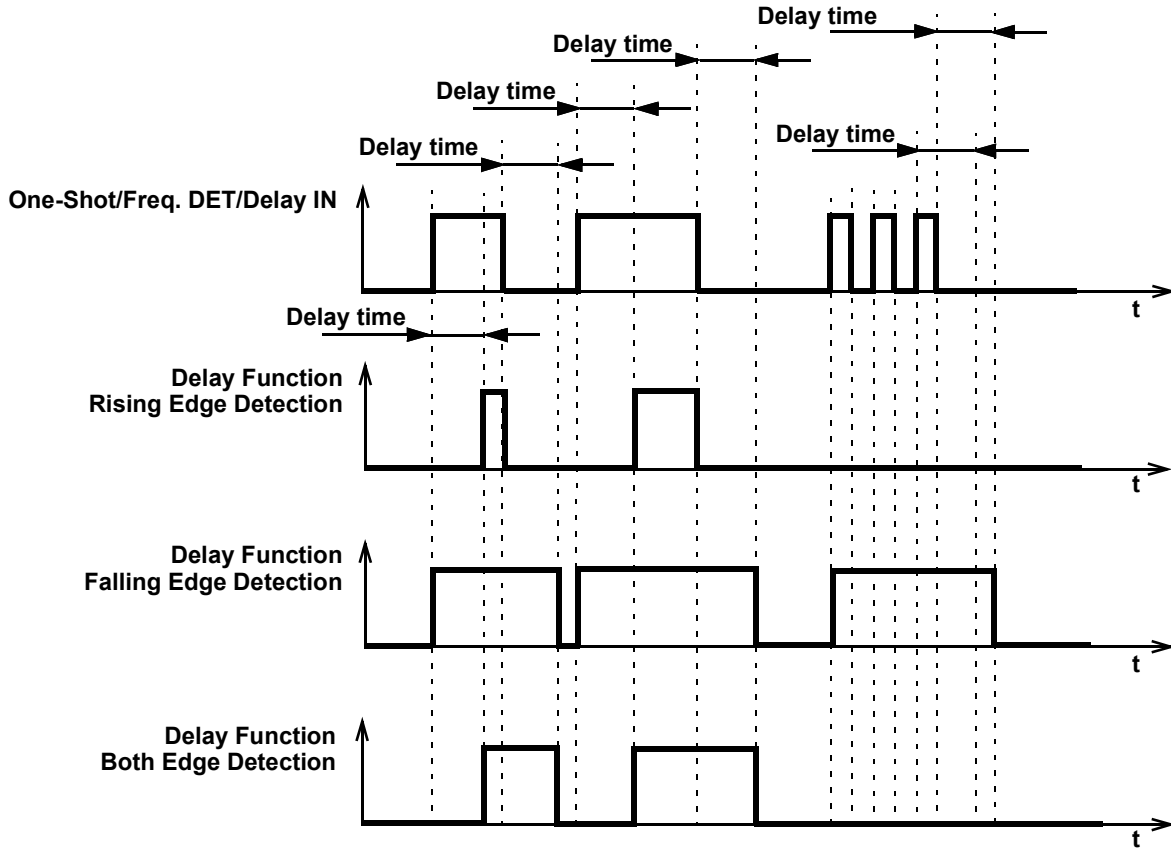 Delay time
Delay time
Delay time
Delay time
Delay time
One-Shot/Freq. DET/Delay IN
t
Delay time
Delay Function
Rising Edge Detection
t
Delay Function
Falling Edge Detection
t
Delay Function
Both Edge Detection
t